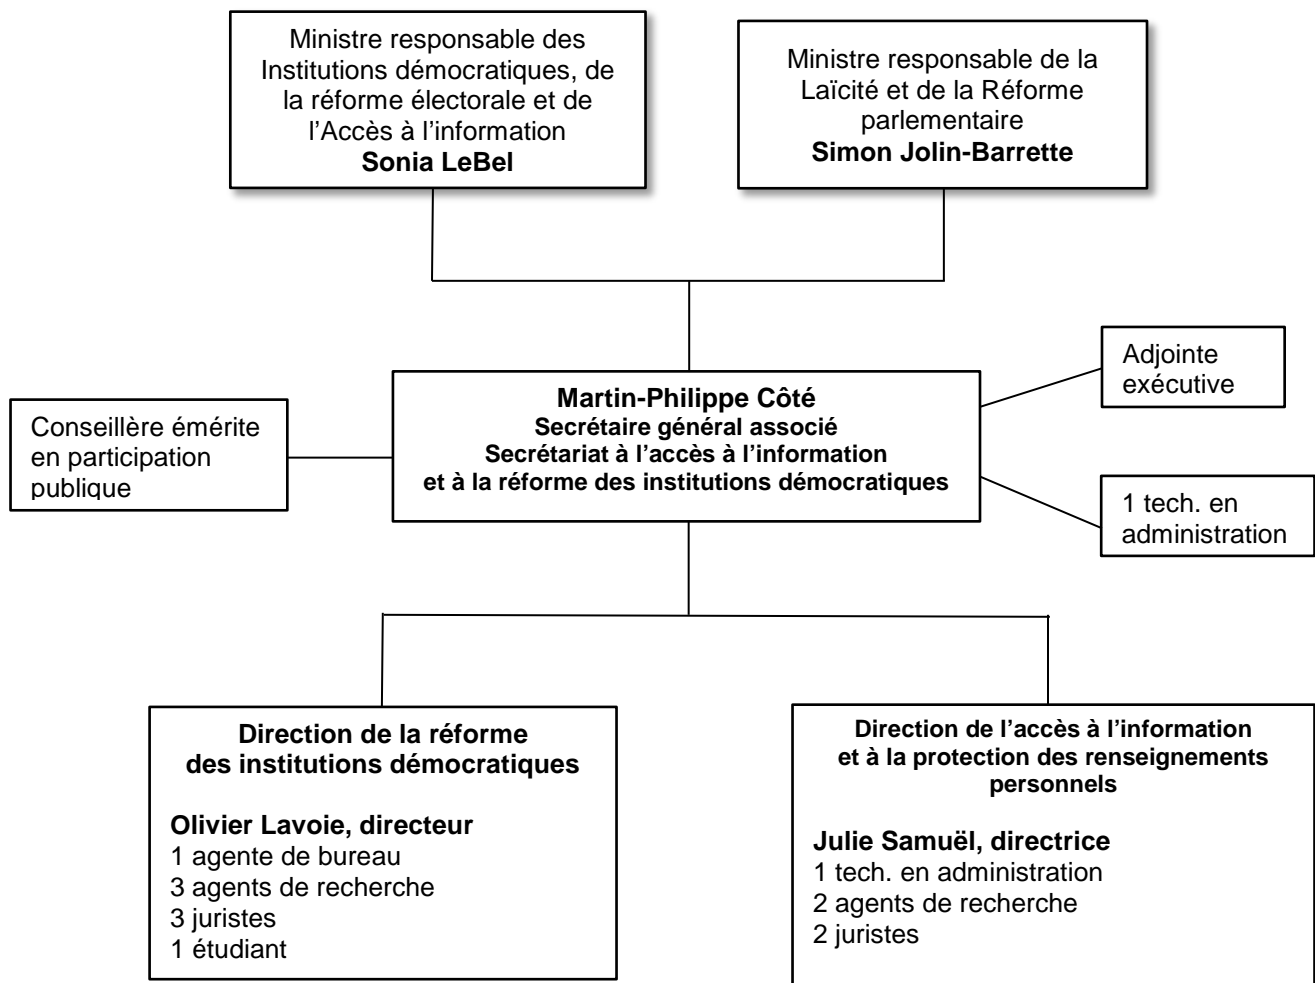 Ministre responsable des
Institutions démocratiques, de
la réforme électorale et de
l’Accès à l’information
Sonia LeBel
Ministre responsable de la
Laïcité et de la Réforme
parlementaire
Simon Jolin-Barrette
Adjointe
exécutive
Martin-Philippe Côté
Secrétaire général associé
Secrétariat à l’accès à l’information
et à la réforme des institutions démocratiques
Conseillère émérite
en participation
publique
1 tech. en
administration
Direction de la réforme
des institutions démocratiques
Olivier Lavoie, directeur
1 agente de bureau
3 agents de recherche
3 juristes
1 étudiant
Direction de l’accès à l’information
et à la protection des renseignements
personnels
Julie Samuël, directrice
1 tech. en administration
2 agents de recherche
2 juristes